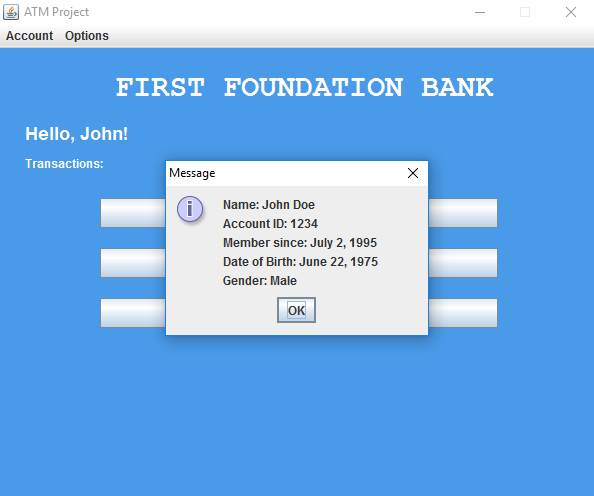 ATM Project
Account Options
FIRST FOUNDATION BANK
Hello, John!
Transactions:
Message
i
Name: John Doe
Account ID: 1234
Member since: July 2, 1995
Date of Birth: June 22, 1975
Gender: Male
OK